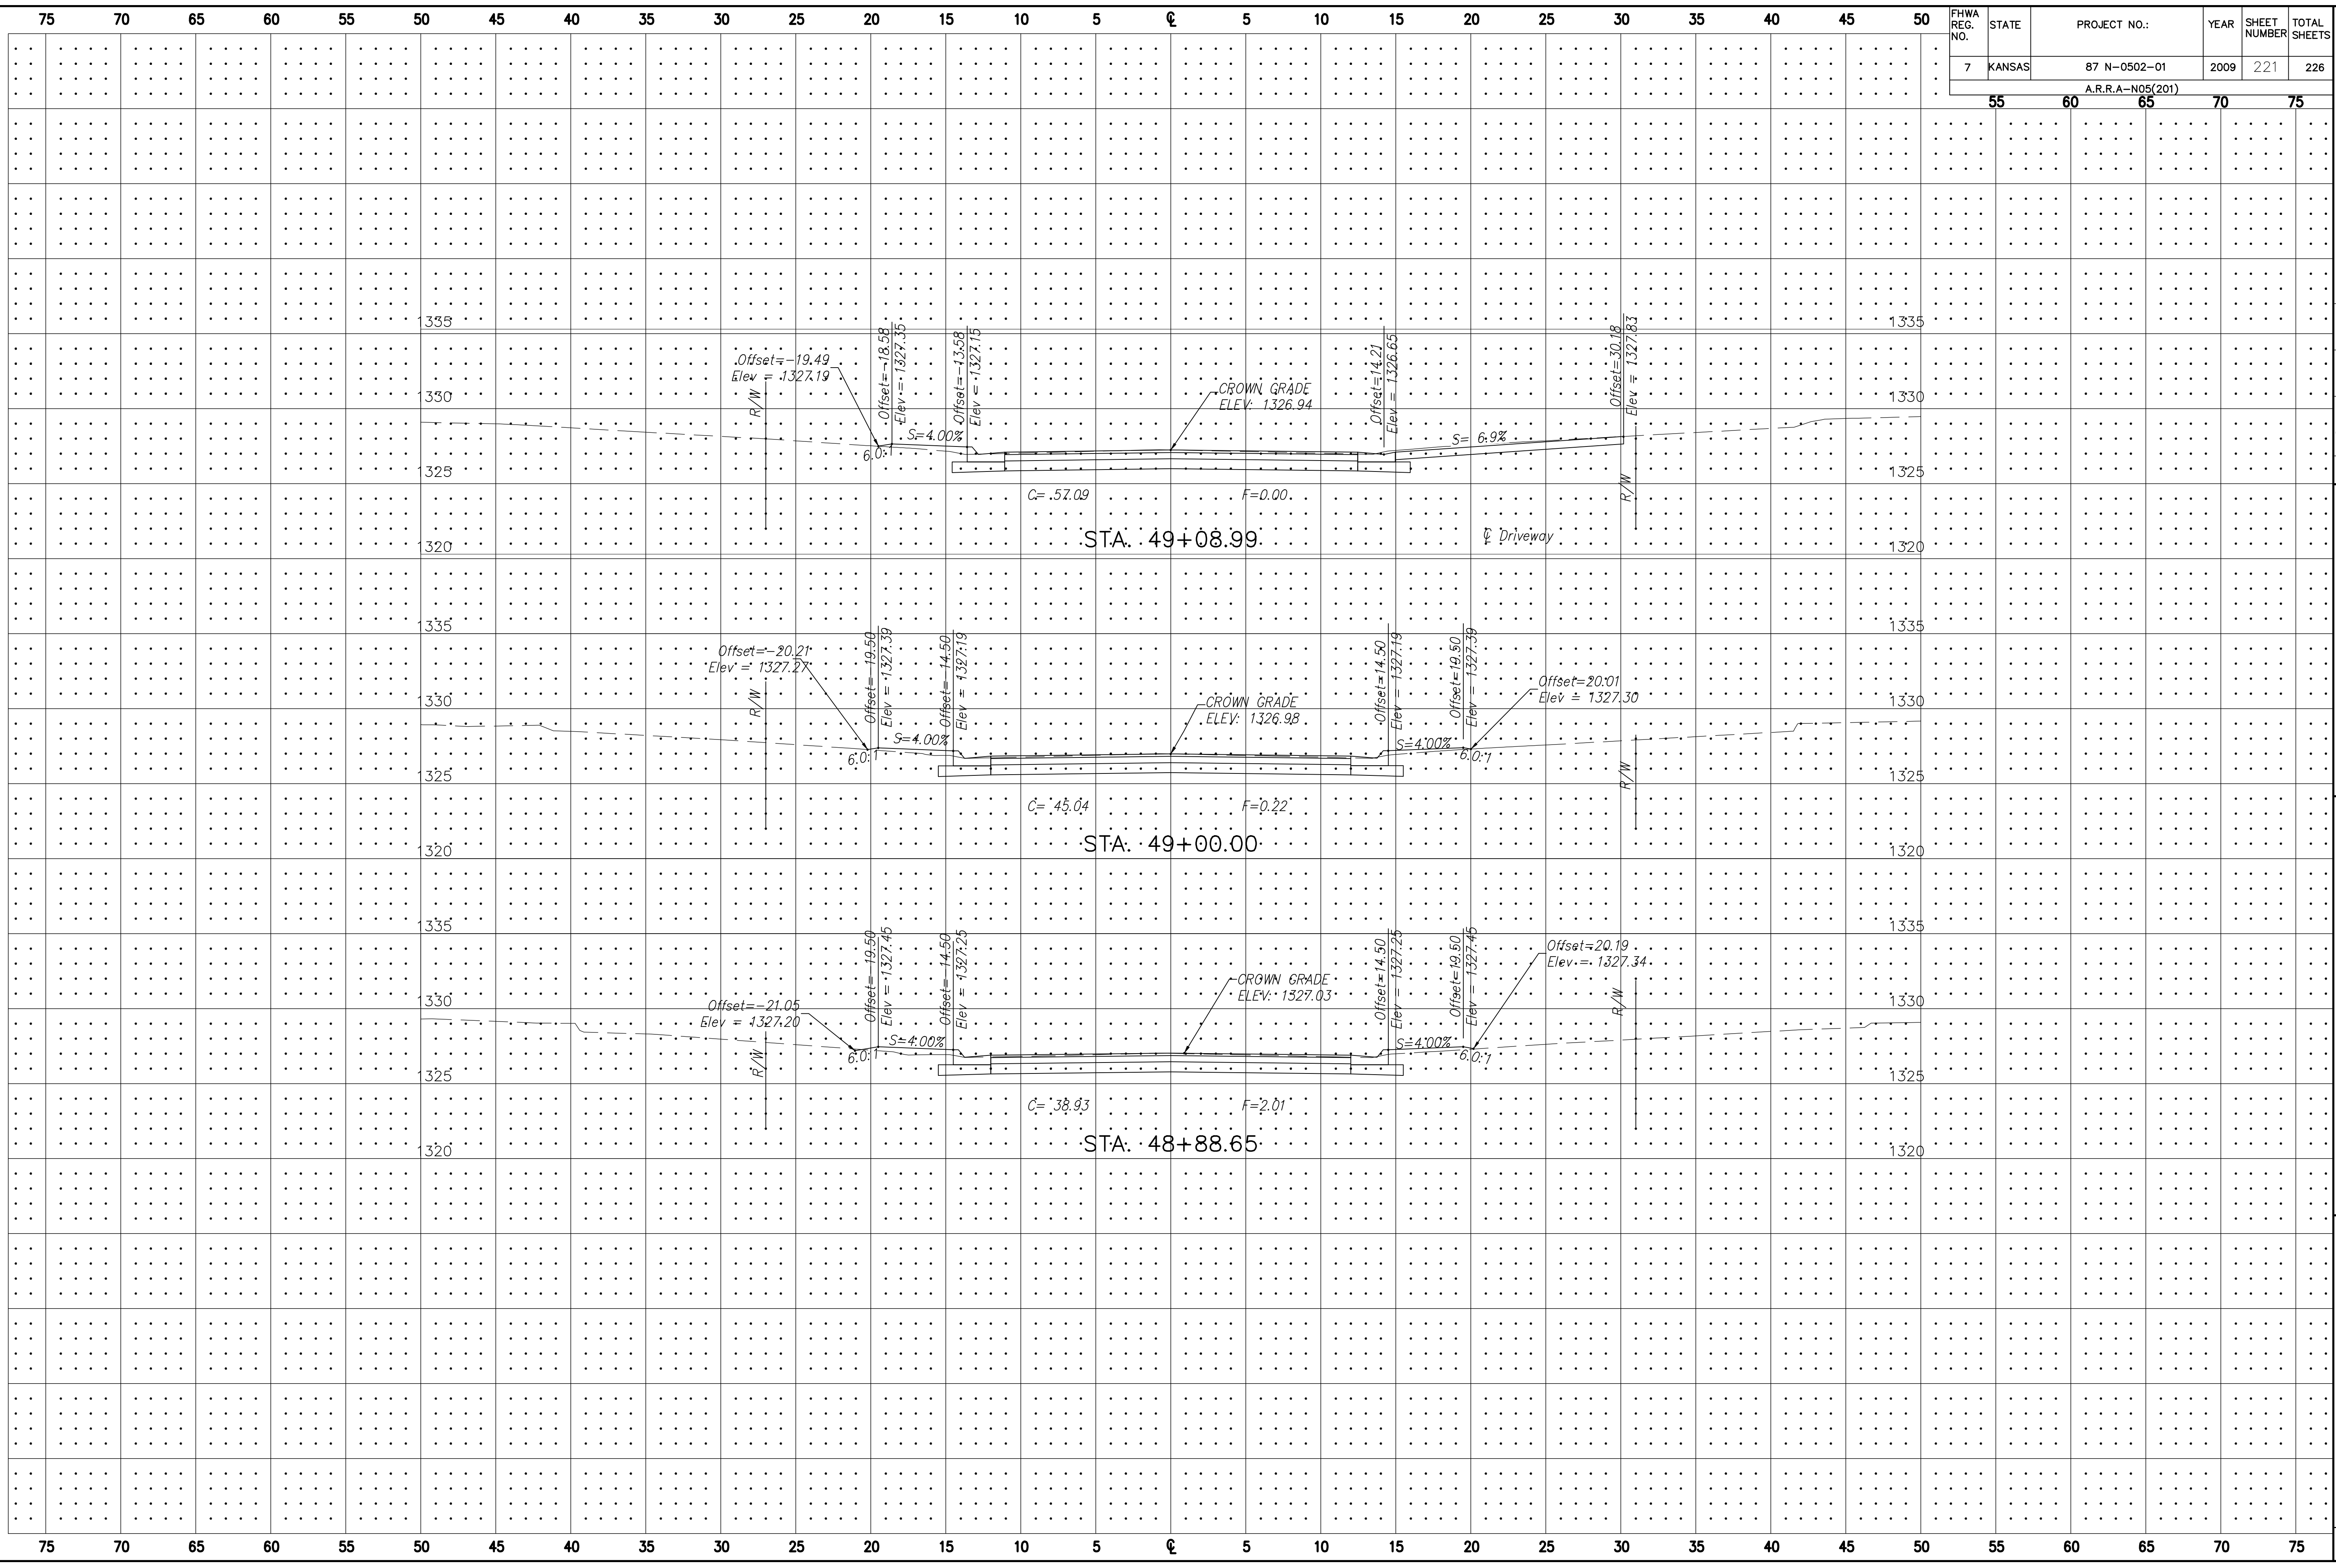 75 70 65 60 55 50 45 40 35 30 25 20 15 10 5 ℄ 5 10 15 20 25 30 35 40 45 50
FHWA REG. NO. STATE PROJECT NO.: YEAR SHEET NUMBER TOTAL SHEETS
7 KANSAS 87 N-0502-01 2009 221 226
A.R.R.A-N05(201)
55 60 65 70 75
1335 1335
Offset=-19.49
Elev = 1327.19
R/W
Offset=-18.58
Elev = 1327.35
Offset=-13.58
Elev = 1327.15
CROWN GRADE
ELEV: 1326.94
Offset=14.21
Elev = 1326.65
Offset=30.18
Elev = 1327.83
1330 1330
6.0:1
S=4.00%
S= 6.9%
1325 1325
R/W
C= 57.09 F=0.00
STA. 49+08.99
℄ Driveway
1320 1320
1335 1335
Offset=-20.21
Elev = 1327.27
R/W
Offset=-19.50
Elev = 1327.39
Offset=-14.50
Elev = 1327.19
CROWN GRADE
ELEV: 1326.98
Offset=14.50
Elev = 1327.19
Offset=19.50
Elev = 1327.39
Offset=20.01
Elev = 1327.30
1330 1330
6.0:1
S=4.00%
S=4.00%
6.0:1
1325 1325
R/W
C= 45.04 F=0.22
STA. 49+00.00
1320 1320
1335 1335
Offset=-21.05
Elev = 1327.20
R/W
Offset=-19.50
Elev = 1327.45
Offset=-14.50
Elev = 1327.25
CROWN GRADE
ELEV: 1327.03
Offset=14.50
Elev = 1327.25
Offset=19.50
Elev = 1327.45
Offset=20.19
Elev = 1327.34
R/W
1330 1330
6.0:1
S=4.00%
S=4.00%
6.0:1
1325 1325
C= 38.93 F=2.01
STA. 48+88.65
1320 1320
75 70 65 60 55 50 45 40 35 30 25 20 15 10 5 ℄ 5 10 15 20 25 30 35 40 45 50 55 60 65 70 75